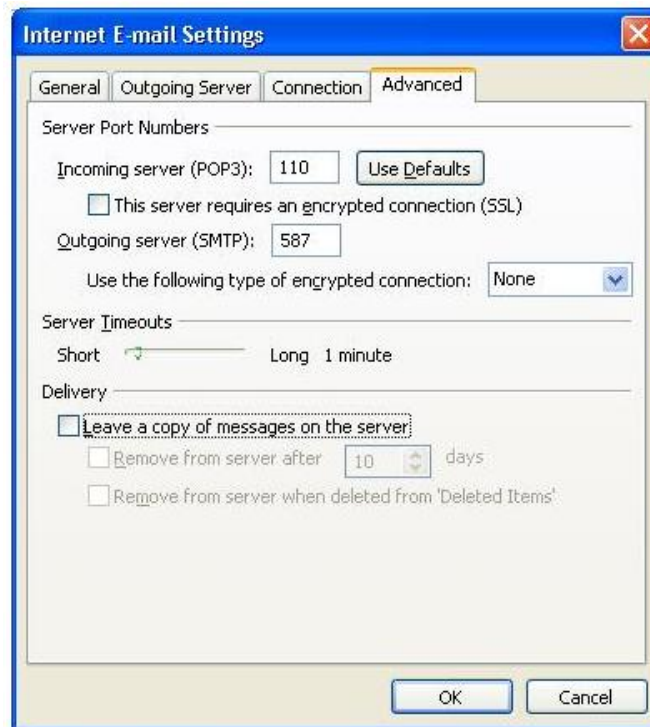 Internet E-mail Settings
General Outgoing Server Connection Advanced
Server Port Numbers
Incoming server (POP3): 110 Use Defaults
This server requires an encrypted connection (SSL)
Outgoing server (SMTP): 587
Use the following type of encrypted connection: None
Server Timeouts
Short Long 1 minute
Delivery
Leave a copy of messages on the server
Remove from server after 10 days
Remove from server when deleted from 'Deleted Items'
OK Cancel